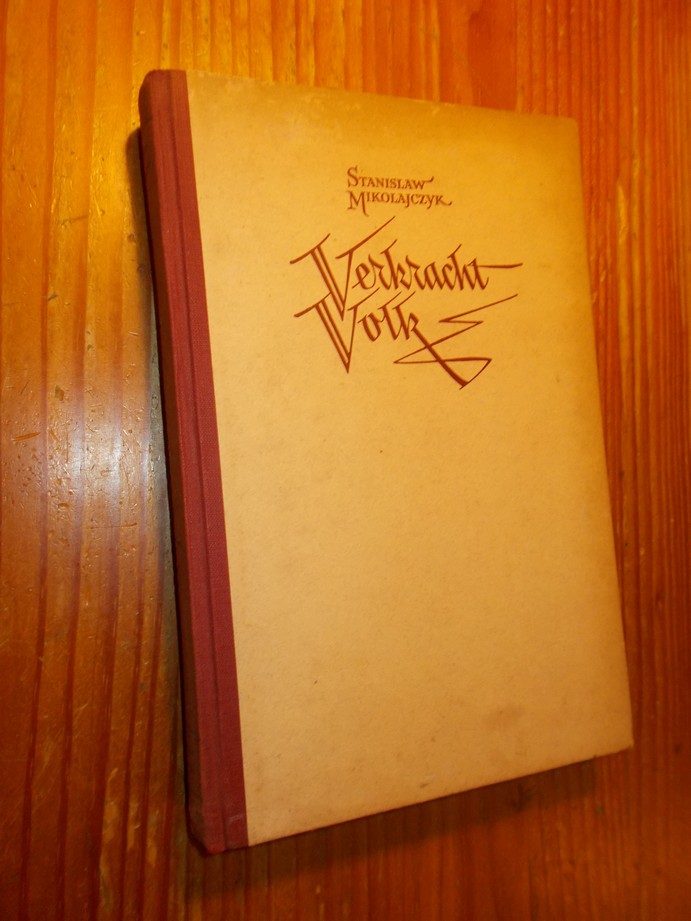 STANISLAW
MIKOLAJCZYK
Verkracht
Volk